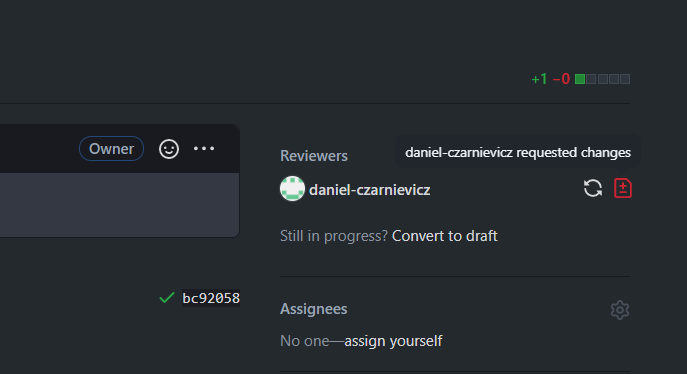 +1 −0
Owner
Reviewers
daniel-czarnievicz requested changes
daniel-czarnievicz
Still in progress? Convert to draft
bc92058
Assignees
No one—assign yourself